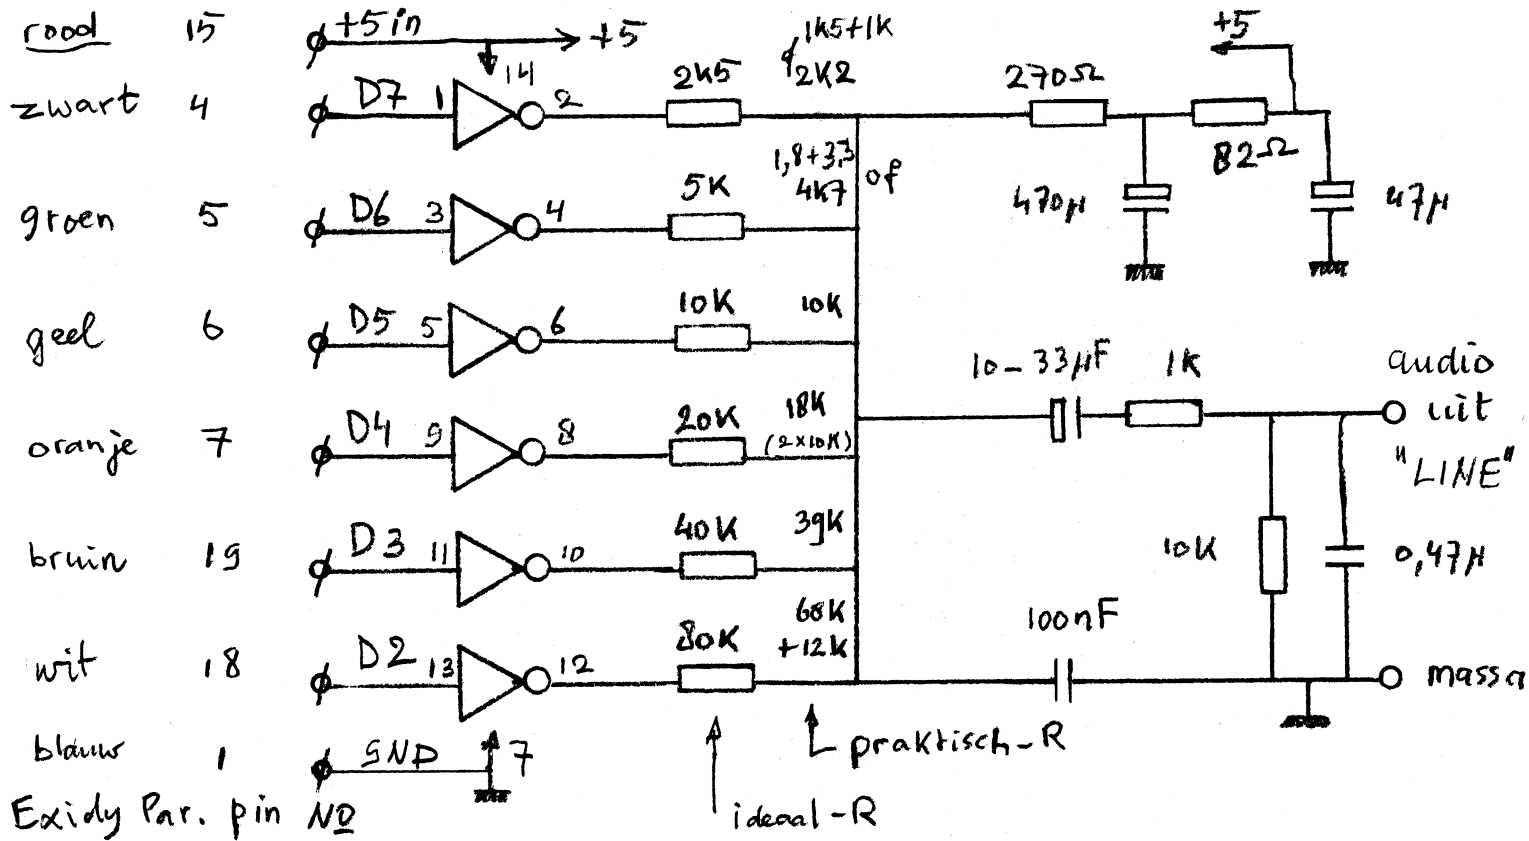 rood 15 +5in +5 1K5+1K +5
14 2K5 2K2 270Ω
zwart 4 D7 1 2
1,8+3,3 82Ω
groen 5 D6 3 4 5K 4K7 of 470µ 47µ
geel 6 D5 5 6 10K 10K
10-33µF 1K audio
oranje 7 D4 9 8 20K 18K uit
(2x10K) "LINE"
bruin 19 D3 11 10 40K 39K 10K 0,47µ
68K 100nF
wit 18 D2 13 12 80K +12K massa
blauw 1 GND 7 praktisch-R
Exidy Par. pin No ideaal-R